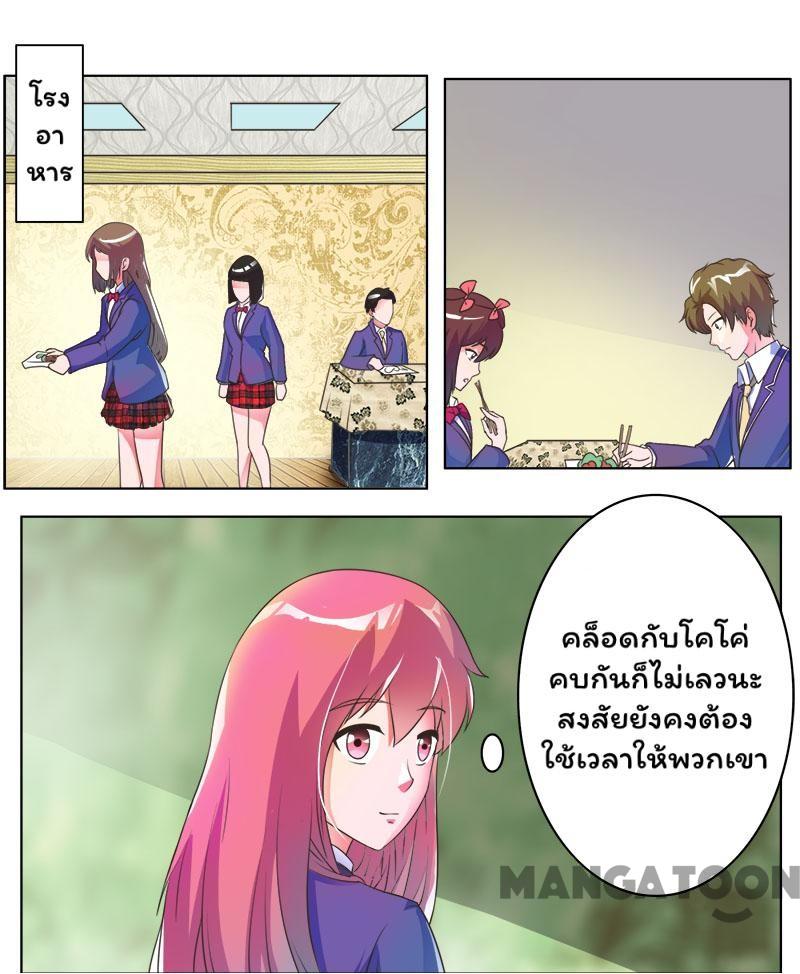 โรง
อา
หาร
คล็อดกับโคโค่
คบกันก็ไม่เลวนะ
สงสัยยังคงต้อง
ใช้เวลาให้พวกเขา
MANGATOON